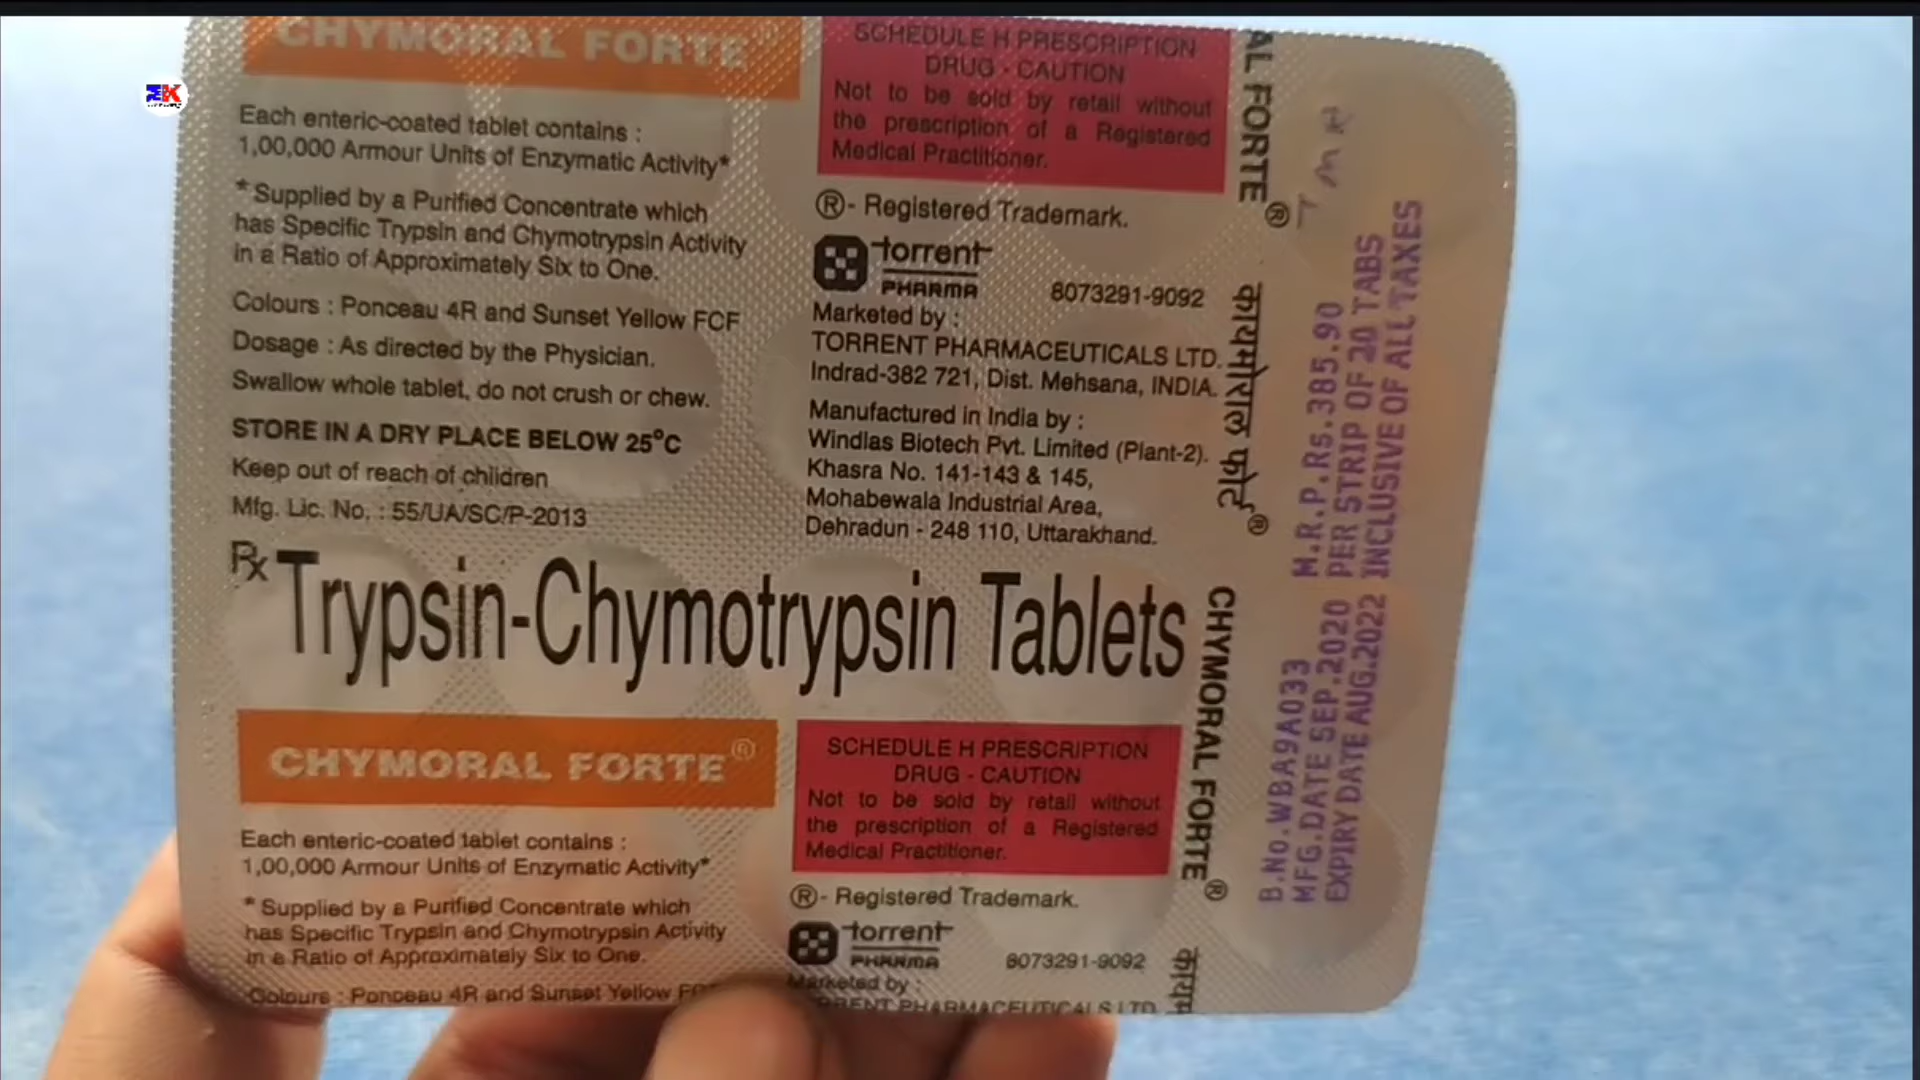 CHYMORAL FORTE®
Each enteric-coated tablet contains :
1,00,000 Armour Units of Enzymatic Activity*
* Supplied by a Purified Concentrate which
has Specific Trypsin and Chymotrypsin Activity
in a Ratio of Approximately Six to One.
Colours : Ponceau 4R and Sunset Yellow FCF
Dosage : As directed by the Physician.
Swallow whole tablet, do not crush or chew.
STORE IN A DRY PLACE BELOW 25°C
Keep out of reach of children
Mfg. Lic. No. : 55/UA/SC/P-2013
SCHEDULE H PRESCRIPTION
DRUG - CAUTION
Not to be sold by retail without
the prescription of a Registered
Medical Practitioner.
®- Registered Trademark.
torrent
PHARMA
8073291-9092
Marketed by :
TORRENT PHARMACEUTICALS LTD.
Indrad-382 721, Dist. Mehsana, INDIA.
Manufactured in India by :
Windlas Biotech Pvt. Limited (Plant-2).
Khasra No. 141-143 & 145,
Mohabewala Industrial Area,
Dehradun - 248 110, Uttarakhand.
Rx Trypsin-Chymotrypsin Tablets
CHYMORAL FORTE®
Each enteric-coated tablet contains :
1,00,000 Armour Units of Enzymatic Activity*
* Supplied by a Purified Concentrate which
has Specific Trypsin and Chymotrypsin Activity
in a Ratio of Approximately Six to One.
Colours : Ponceau 4R and Sunset Yellow
SCHEDULE H PRESCRIPTION
DRUG - CAUTION
Not to be sold by retail without
the prescription of a Registered
Medical Practitioner.
®- Registered Trademark.
torrent
PHARMA
8073291-9092
Marketed by :
PHARMACEUTICALS LTD.
AL FORTE®
कायमोराल फोर्ट®
CHYMORAL FORTE®
B.No.WBA9A033
MFG.DATE SEP.2020
EXPIRY DATE AUG.2022
M.R.P.Rs.385.90
PER STRIP OF 20 TABS
INCLUSIVE OF ALL TAXES